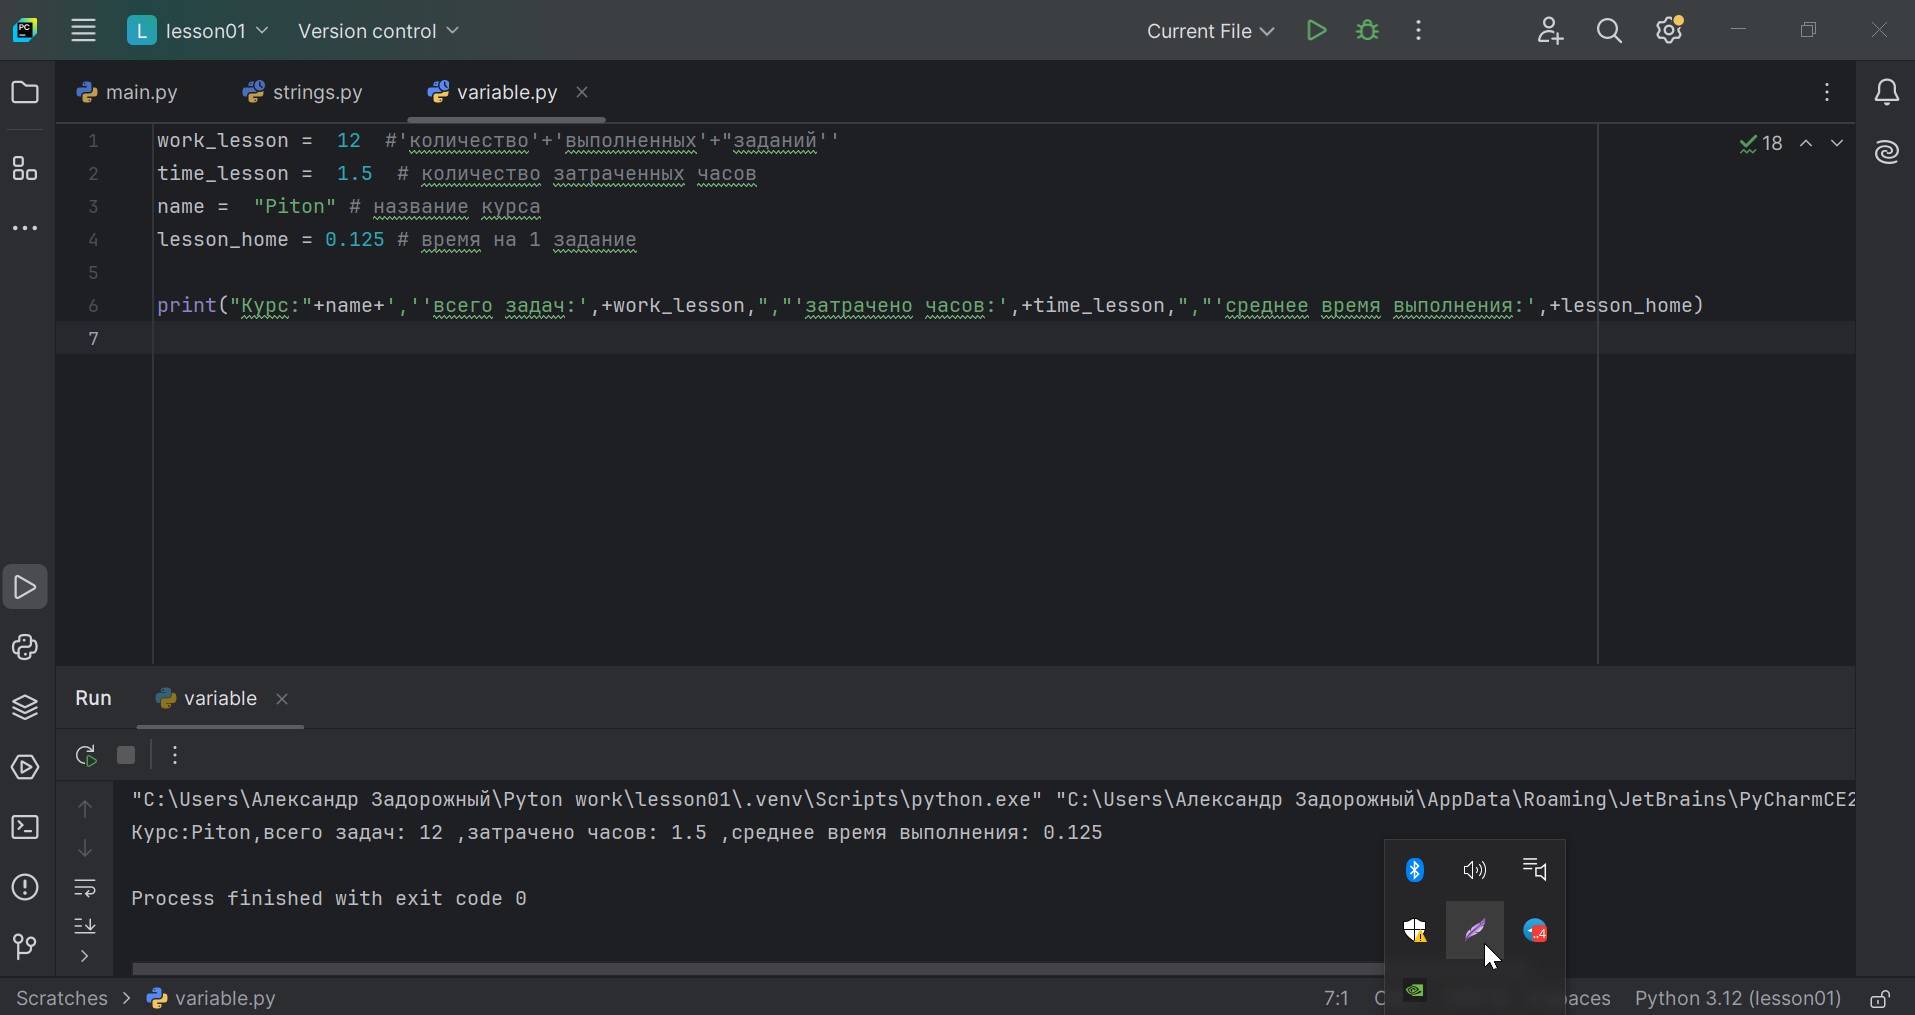 L lesson01 Version control Current File
main.py strings.py variable.py
1 work_lesson = 12 #'количество'+'выполненных'+"заданий''
18
2 time_lesson = 1.5 # количество затраченных часов
3 name = "Piton" # название курса
4 lesson_home = 0.125 # время на 1 задание
5
6 print("Курс:"+name+',''всего задач:',+work_lesson,","'затрачено часов:',+time_lesson,","'среднее время выполнения:',+lesson_home)
7
Run variable
"C:\Users\Александр Задорожный\Pyton work\lesson01\.venv\Scripts\python.exe" "C:\Users\Александр Задорожный\AppData\Roaming\JetBrains\PyCharmCE2
Курс:Piton,всего задач: 12 ,затрачено часов: 1.5 ,среднее время выполнения: 0.125
Process finished with exit code 0
Scratches > variable.py 7:1 C aces Python 3.12 (lesson01)